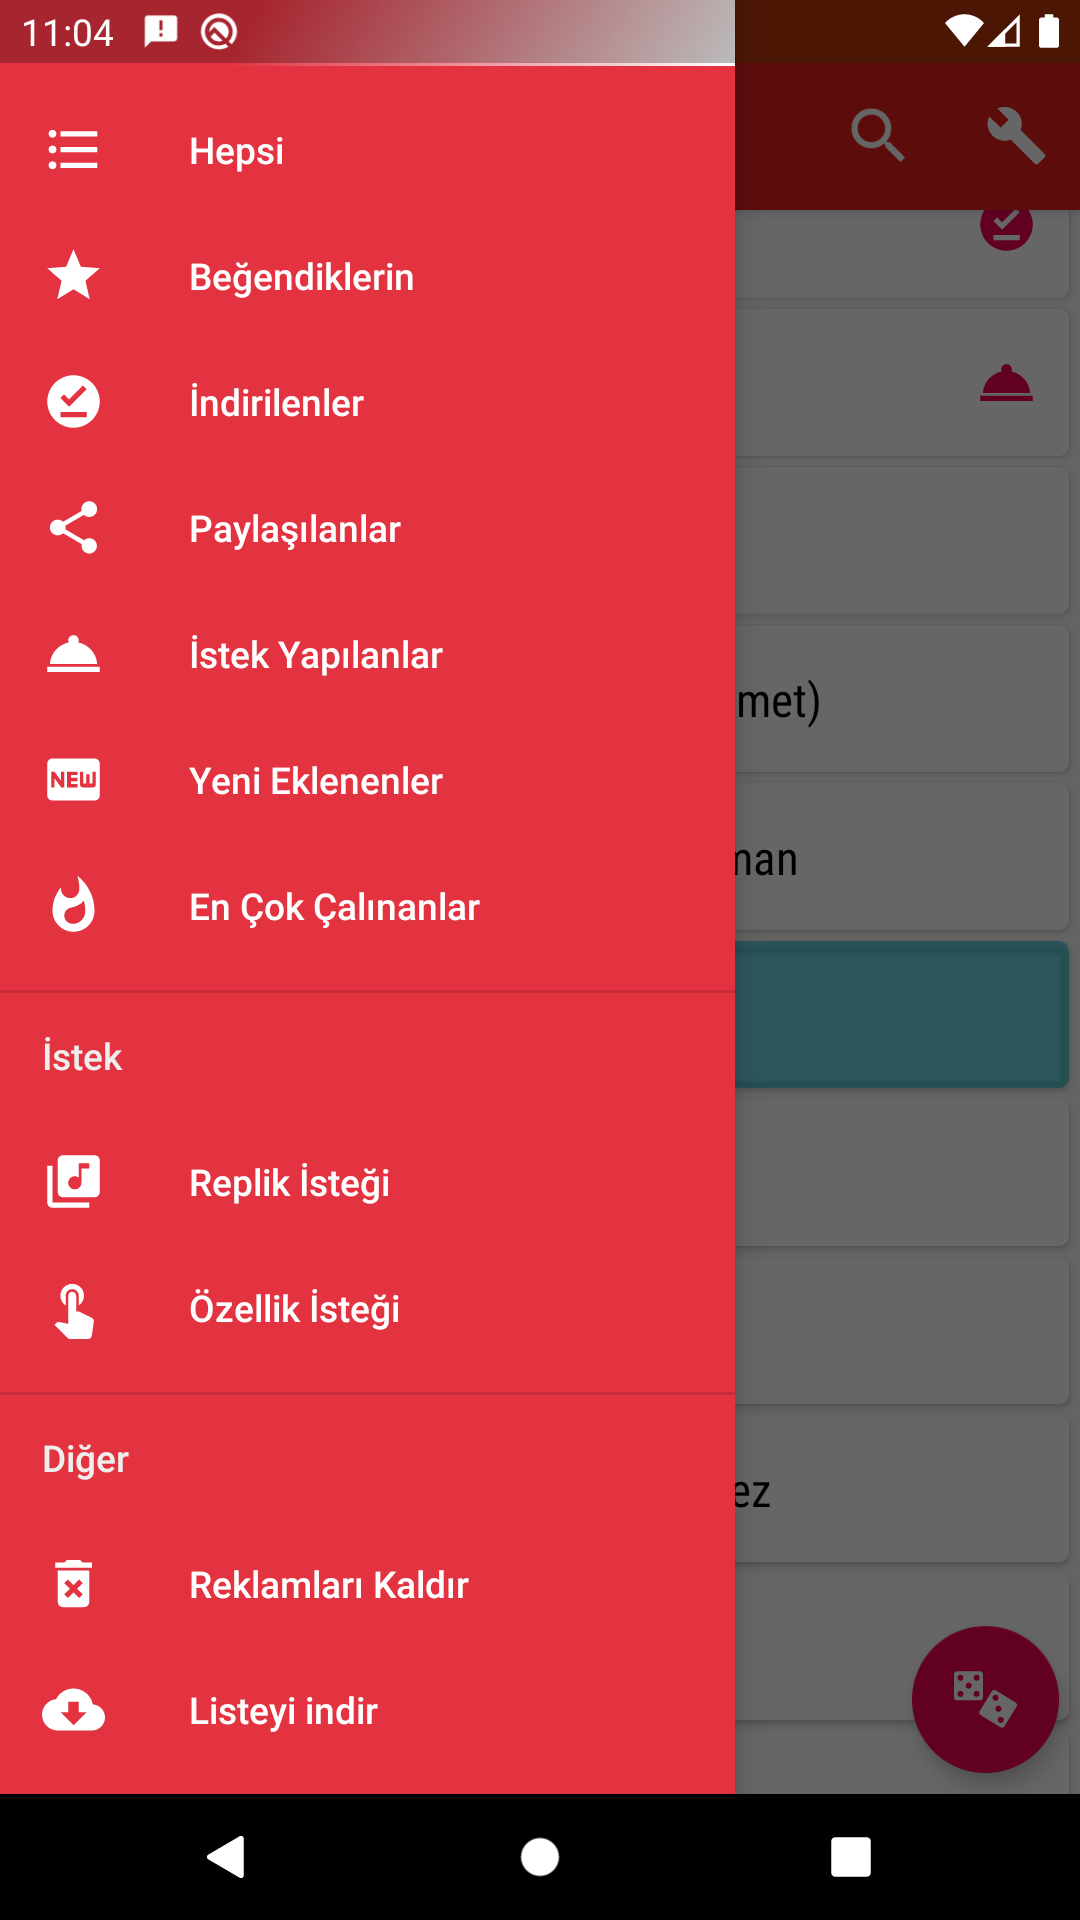 11:04
Hepsi
Beğendiklerin
İndirilenler
Paylaşılanlar
İstek Yapılanlar
met)
NEW
Yeni Eklenenler
man
En Çok Çalınanlar
İstek
Replik İsteği
Özellik İsteği
Diğer
ez
Reklamları Kaldır
Listeyi indir